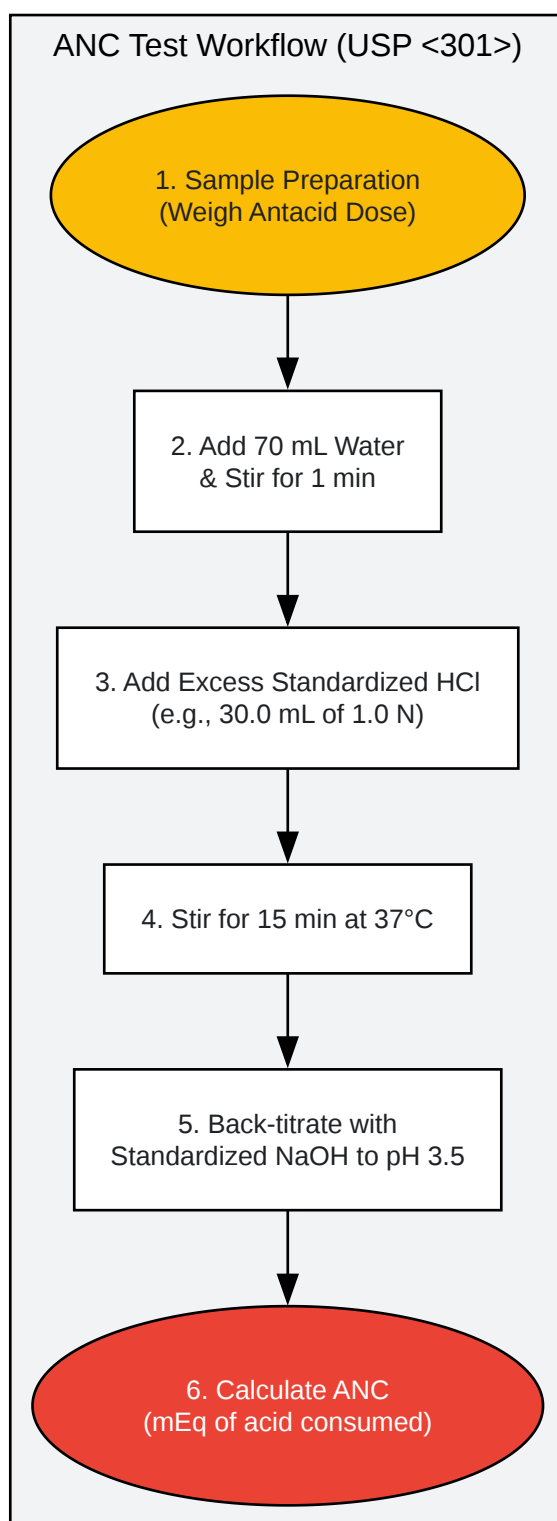 ANC Test Workflow (USP <301>)
1. Sample Preparation
(Weigh Antacid Dose)
2. Add 70 mL Water
& Stir for 1 min
3. Add Excess Standardized HCl
(e.g., 30.0 mL of 1.0 N)
4. Stir for 15 min at 37°C
5. Back-titrate with
Standardized NaOH to pH 3.5
6. Calculate ANC
(mEq of acid consumed)